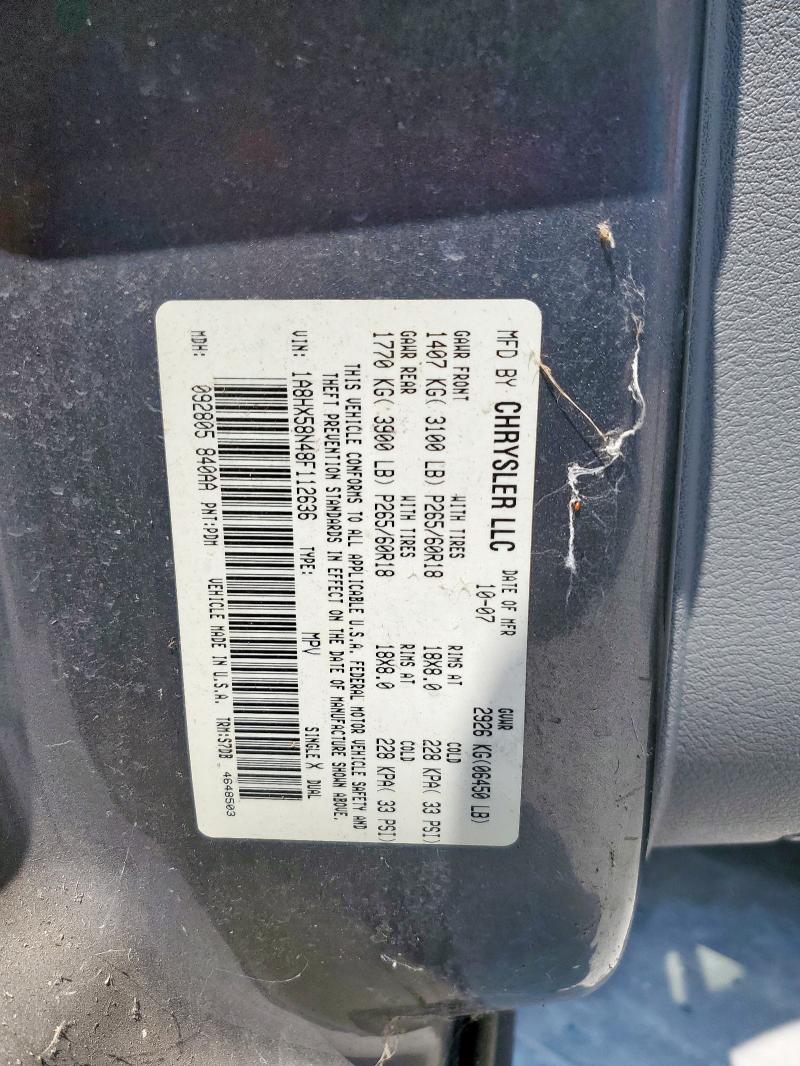 MFD BY CHRYSLER LLC DATE OF MFR 10-07 GVWR 2926 KG(06450 LB)
GAWR FRONT WITH TIRES RIMS AT COLD
1407 KG( 3100 LB) P265/60R18 18X8.0 228 KPA( 33 PSI)
GAWR REAR WITH TIRES RIMS AT COLD
1770 KG( 3900 LB) P265/60R18 18X8.0 228 KPA( 33 PSI)
THIS VEHICLE CONFORMS TO ALL APPLICABLE U.S.A. FEDERAL MOTOR VEHICLE SAFETY AND
THEFT PREVENTION STANDARDS IN EFFECT ON THE DATE OF MANUFACTURE SHOWN ABOVE.
VIN: 1A8HX58N48F112636 TYPE: MPV SINGLE X DUAL
MDH: 092805 840AA PNT:PDM VEHICLE MADE IN U.S.A. TRM:S7DB 4648503